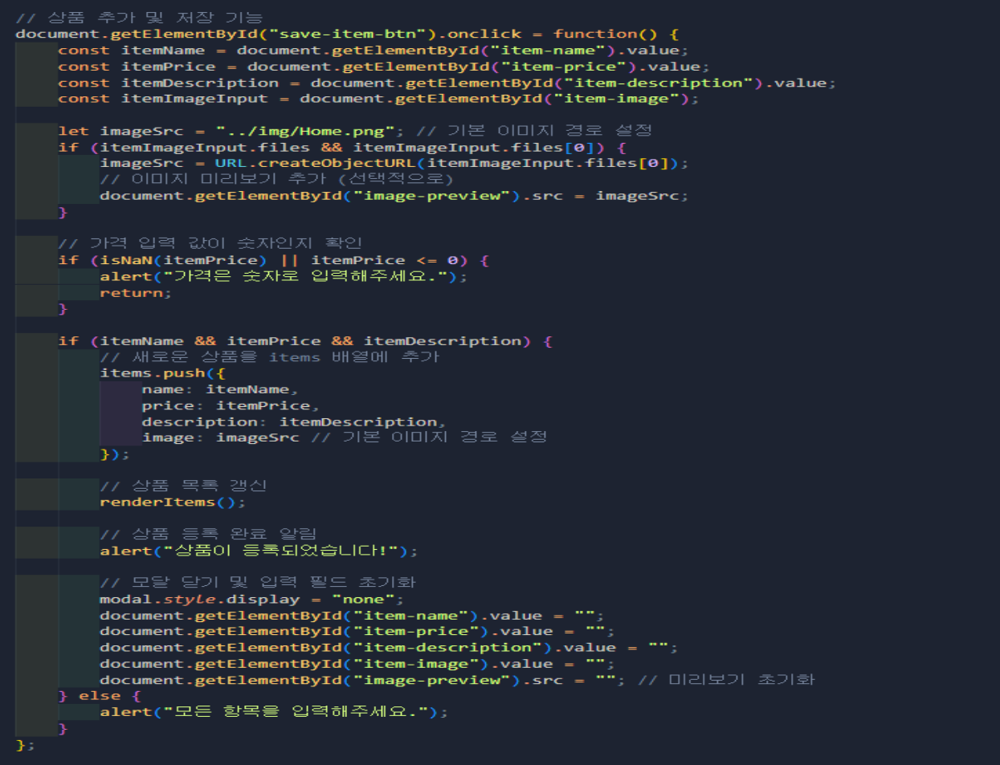 // 상품 추가 및 저장 기능
document.getElementById("save-item-btn").onclick = function() {
    const itemName = document.getElementById("item-name").value;
    const itemPrice = document.getElementById("item-price").value;
    const itemDescription = document.getElementById("item-description").value;
    const itemImageInput = document.getElementById("item-image");

    let imageSrc = "../img/Home.png"; // 기본 이미지 경로 설정
    if (itemImageInput.files && itemImageInput.files[0]) {
        imageSrc = URL.createObjectURL(itemImageInput.files[0]);
        // 이미지 미리보기 추가 (선택적으로)
        document.getElementById("image-preview").src = imageSrc;
    }

    // 가격 입력 값이 숫자인지 확인
    if (isNaN(itemPrice) || itemPrice <= 0) {
        alert("가격은 숫자로 입력해주세요.");
        return;
    }

    if (itemName && itemPrice && itemDescription) {
        // 새로운 상품을 items 배열에 추가
        items.push({
            name: itemName,
            price: itemPrice,
            description: itemDescription,
            image: imageSrc // 기본 이미지 경로 설정
        });

        // 상품 목록 갱신
        renderItems();

        // 상품 등록 완료 알림
        alert("상품이 등록되었습니다!");

        // 모달 닫기 및 입력 필드 초기화
        modal.style.display = "none";
        document.getElementById("item-name").value = "";
        document.getElementById("item-price").value = "";
        document.getElementById("item-description").value = "";
        document.getElementById("item-image").value = "";
        document.getElementById("image-preview").src = ""; // 미리보기 초기화
    } else {
        alert("모든 항목을 입력해주세요.");
    }
};